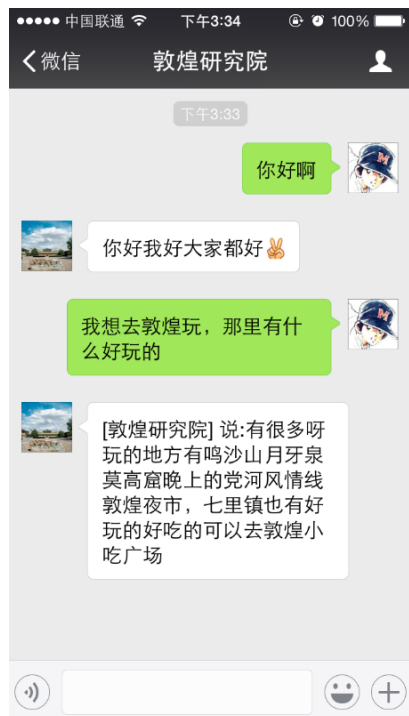 中国联通 下午3:34 100%
微信 敦煌研究院
下午3:33
你好啊
你好我好大家都好✌
我想去敦煌玩，那里有什
么好玩的
[敦煌研究院] 说:有很多呀
玩的地方有鸣沙山月牙泉
莫高窟晚上的党河风情线
敦煌夜市，七里镇也有好
玩的好吃的可以去敦煌小
吃广场